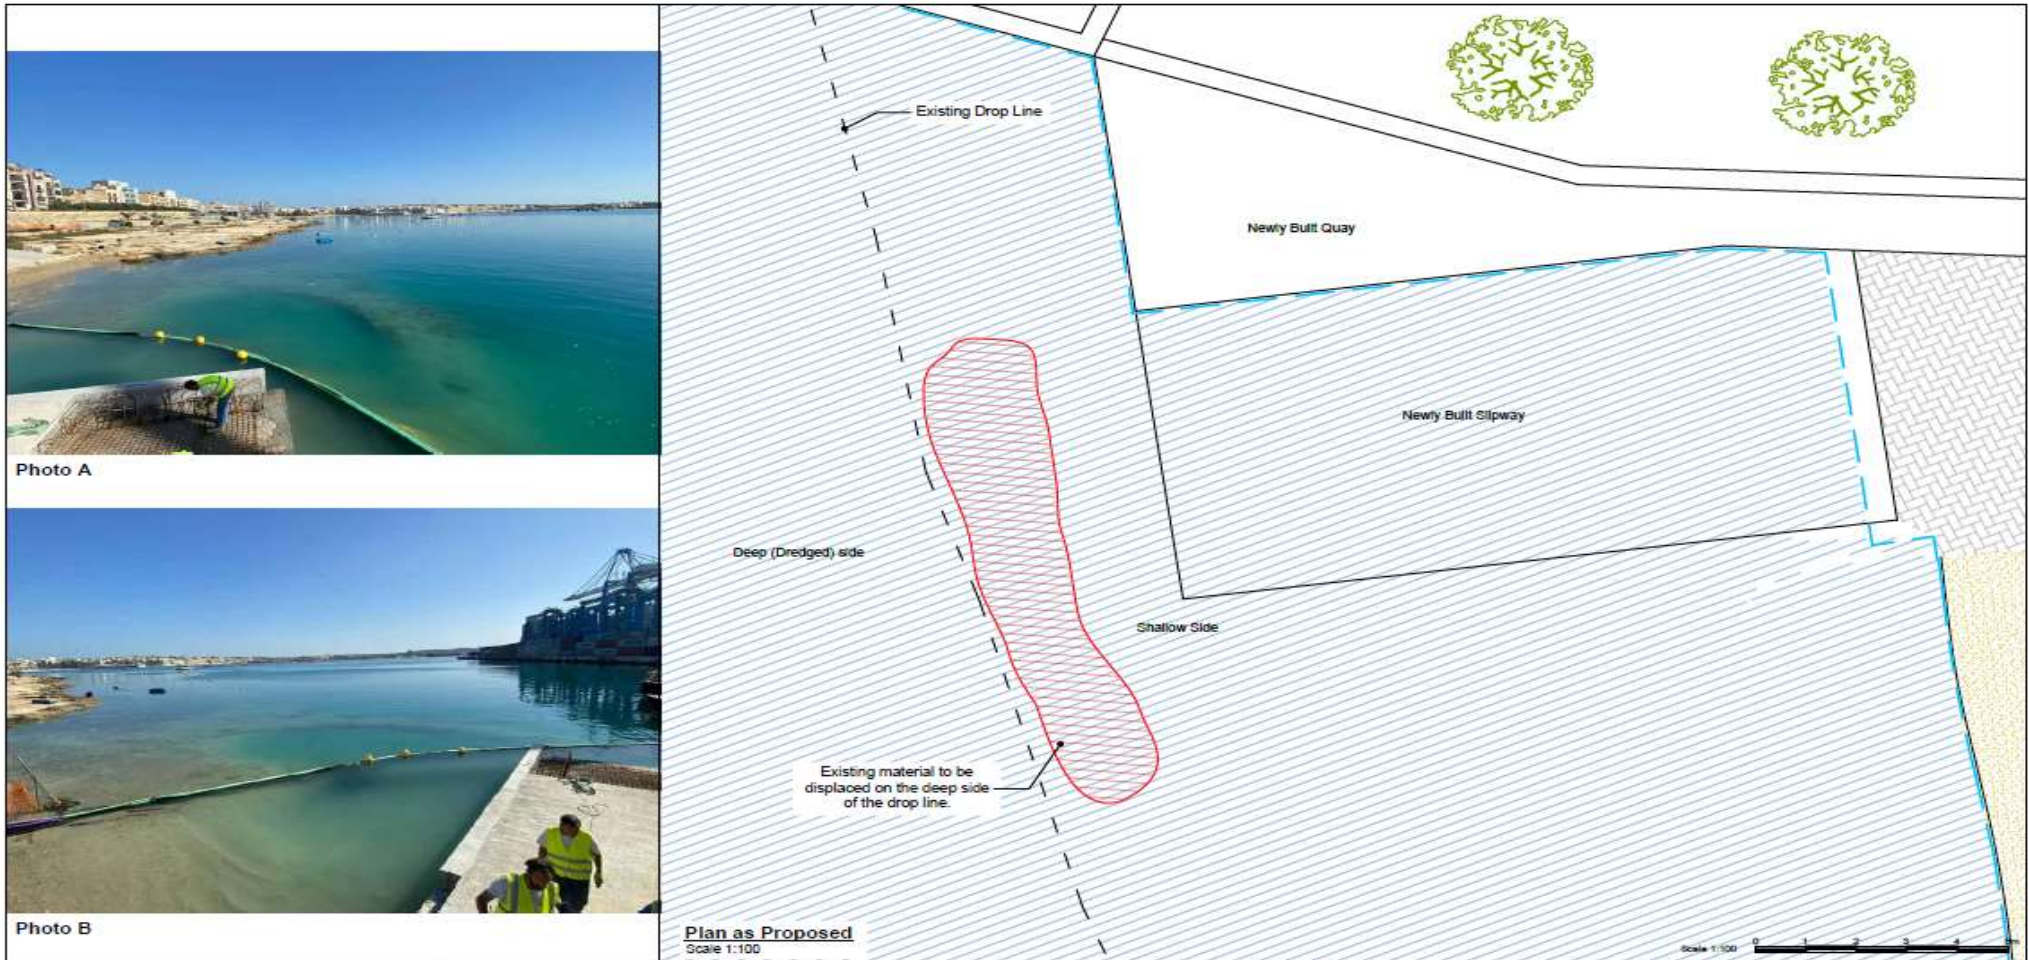 Photo A
Photo B
Existing Drop Line
Newly Built Quay
Newly Built Slipway
Deep (Dredged) side
Shallow Side
Existing material to be
displaced on the deep side
of the drop line.
Plan as Proposed
Scale 1:100
Scale 1:100
0 1 2 3 4 5m